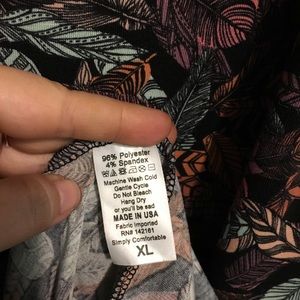 96% Polyester
4% Spandex
Machine Wash Cold
Gentle Cycle
Do Not Bleach
Hang Dry
or you'll be sad
MADE IN USA
Fabric Imported
RN# 142161
Simply Comfortable
XL